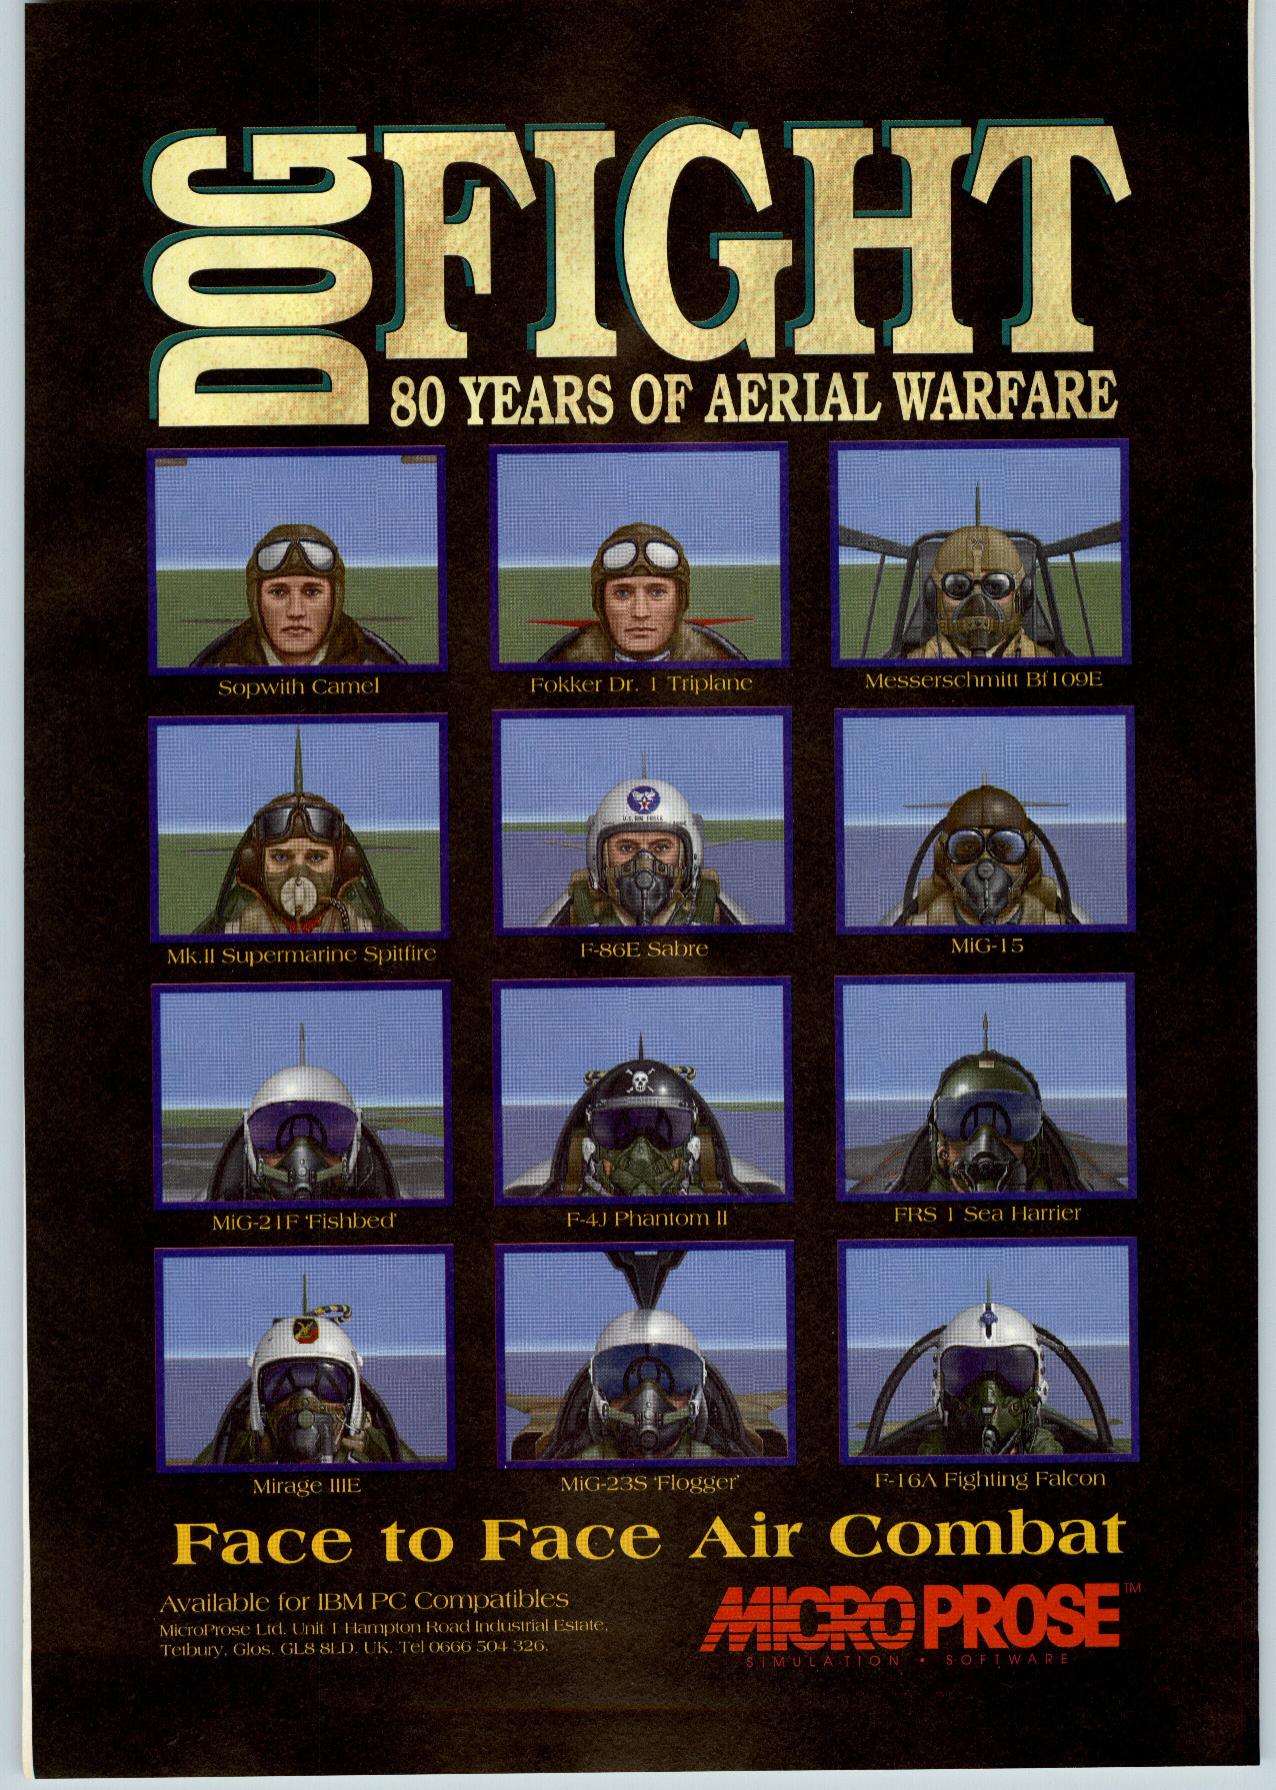 DOG
FIGHT
80 YEARS OF AERIAL WARFARE
Sopwith Camel
Fokker Dr. 1 Triplane
Messerschmitt Bf109E
U.S. AIR FORCE
Mk.II Supermarine Spitfire
F-86E Sabre
MiG-15
MiG-21F 'Fishbed'
F-4J Phantom II
FRS 1 Sea Harrier
Mirage IIIE
MiG-23S 'Flogger'
F-16A Fighting Falcon
Face to Face Air Combat
Available for IBM PC Compatibles
MicroProse Ltd. Unit 1 Hampton Road Industrial Estate,
Tetbury, Glos. GL8 8LD. UK. Tel 0666 504 326.
MICROPROSE™
SIMULATION • SOFTWARE